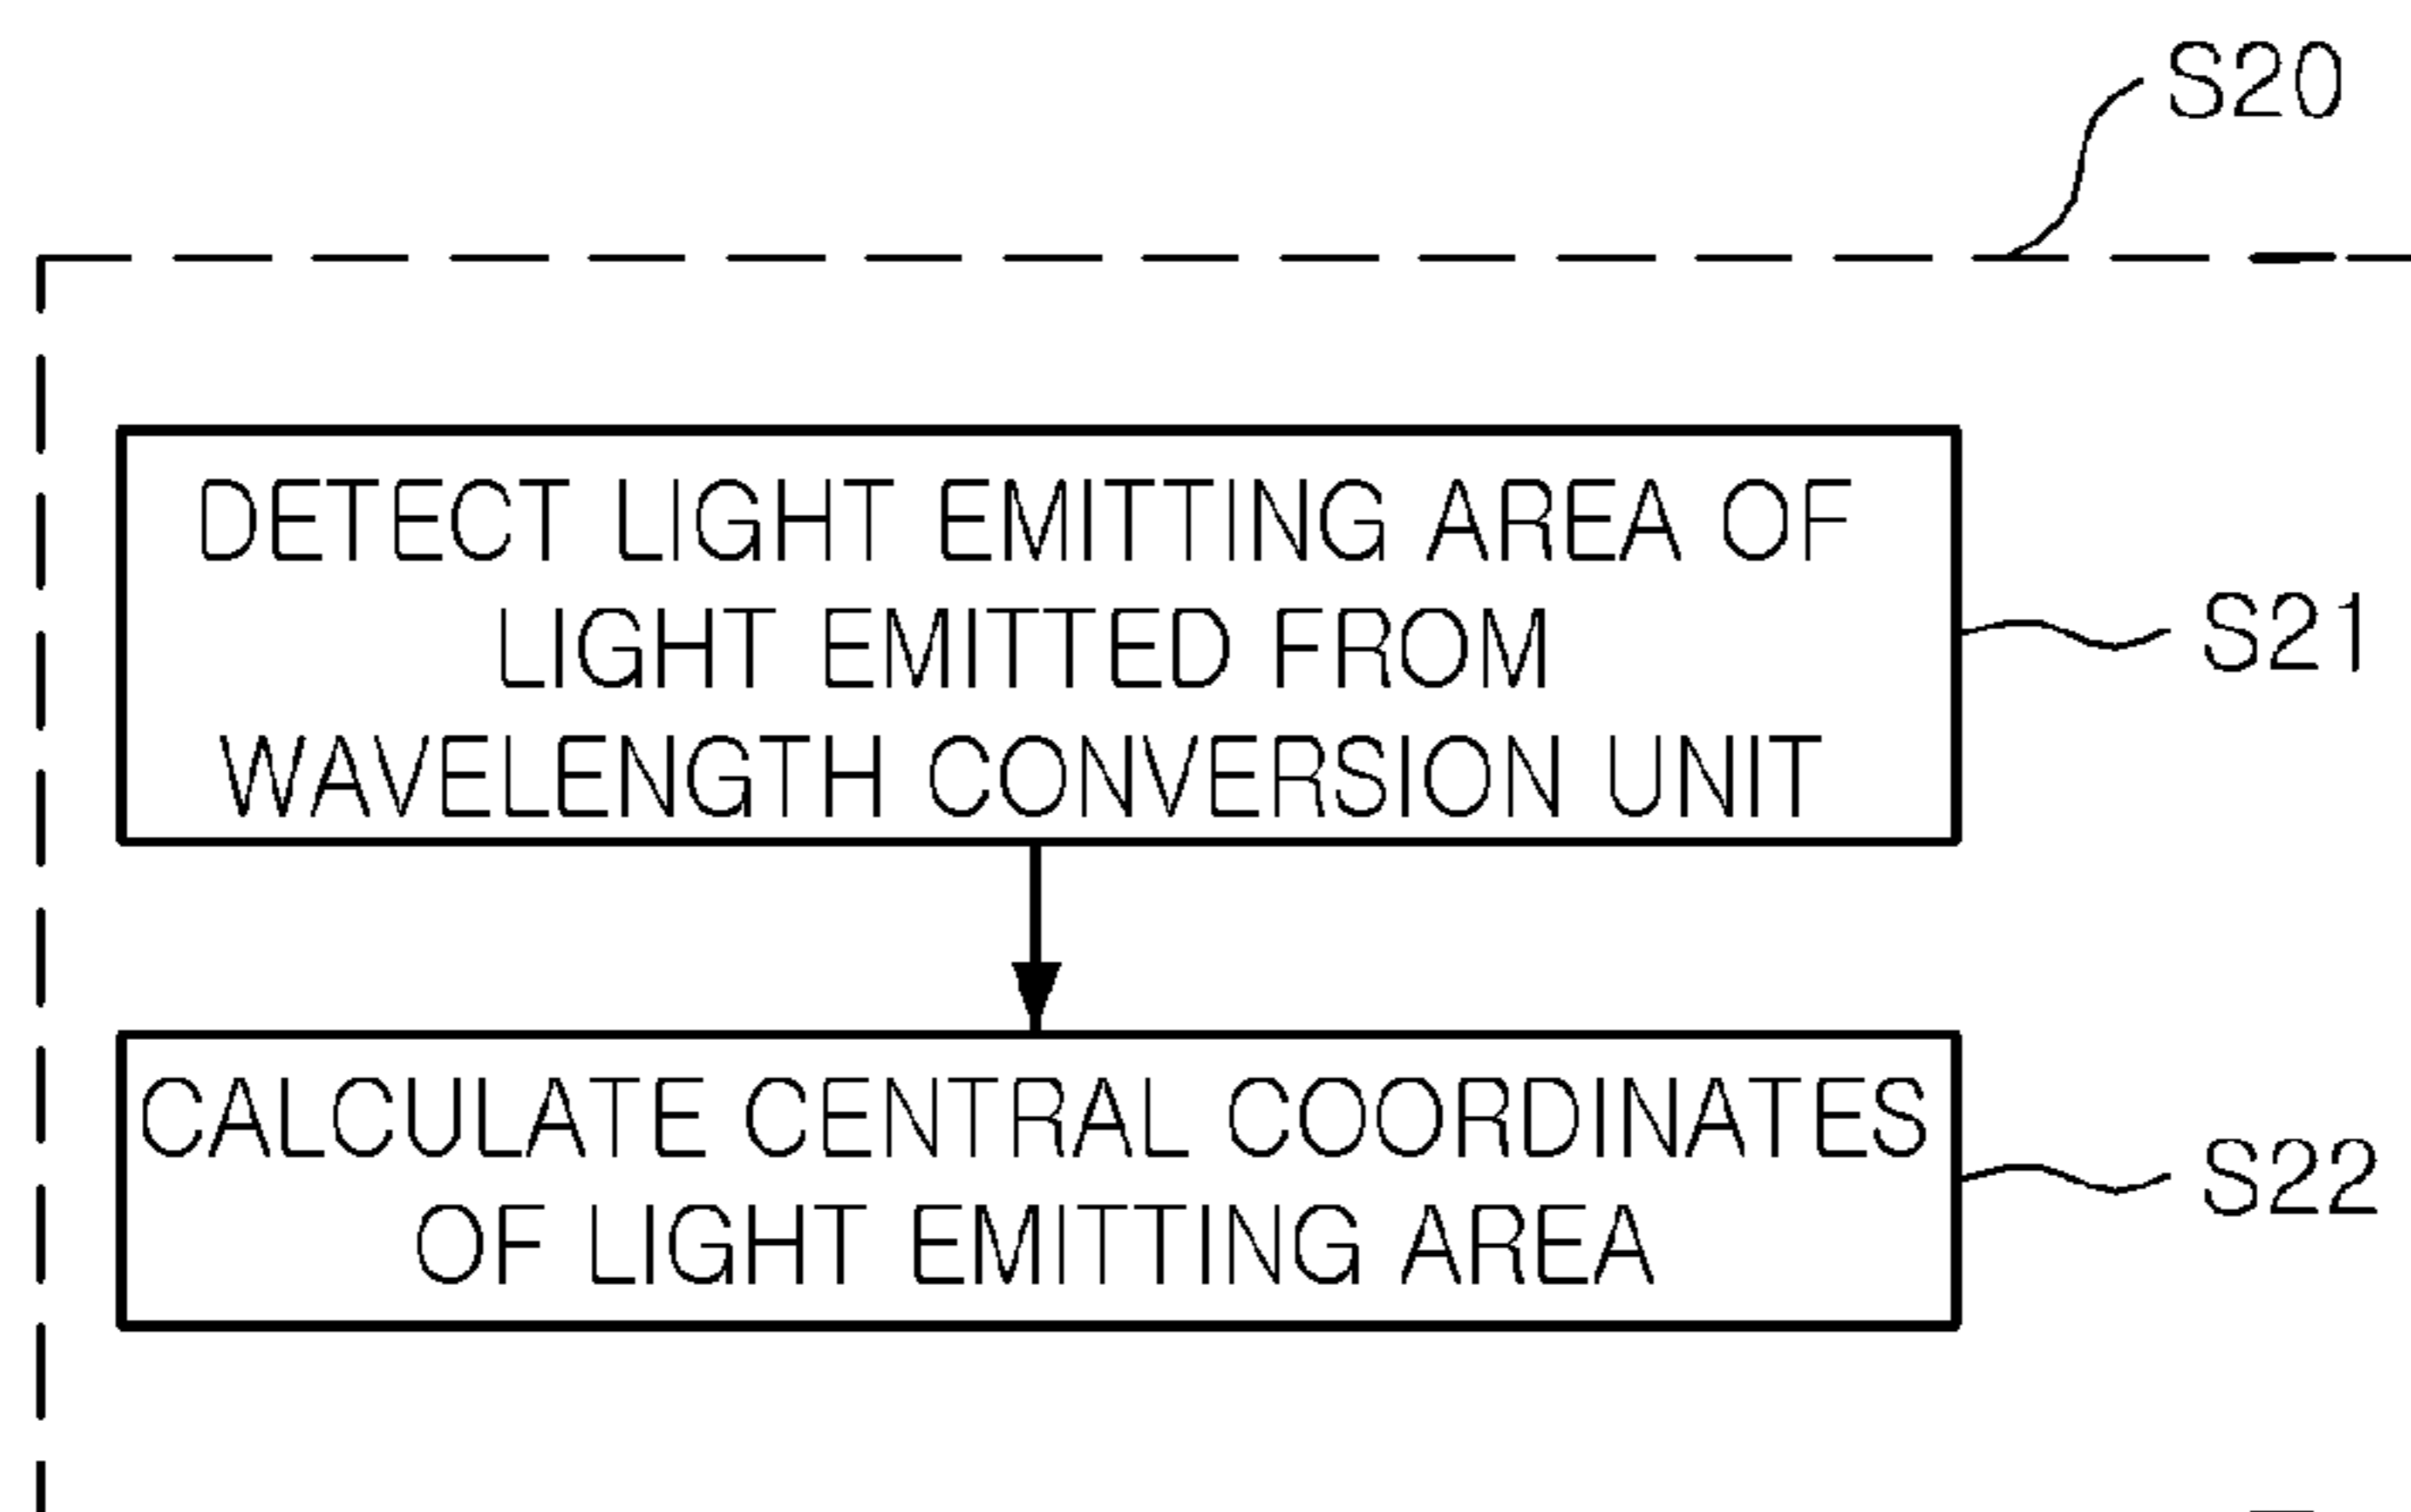 S20
DETECT LIGHT EMITTING AREA OF
LIGHT EMITTED FROM
WAVELENGTH CONVERSION UNIT
S21
CALCULATE CENTRAL COORDINATES
OF LIGHT EMITTING AREA
S22